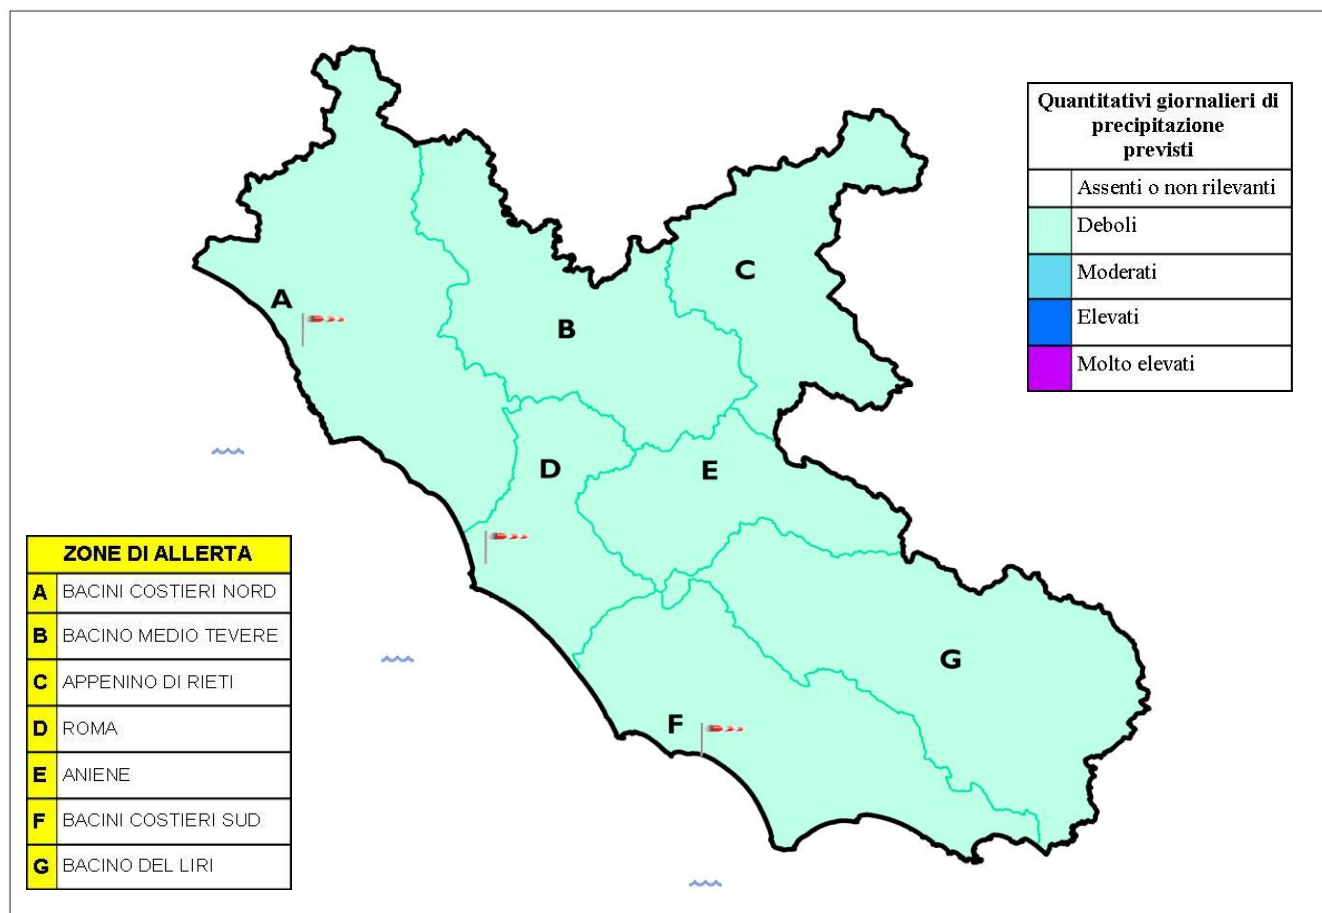 Quantitativi giornalieri di
precipitazione
previsti
Assenti o non rilevanti
Deboli
Moderati
Elevati
Molto elevati
A
B
C
D
E
F
G
ZONE DI ALLERTA
A BACINI COSTIERI NORD
B BACINO MEDIO TEVERE
C APPENINO DI RIETI
D ROMA
E ANIENE
F BACINI COSTIERI SUD
G BACINO DEL LIRI